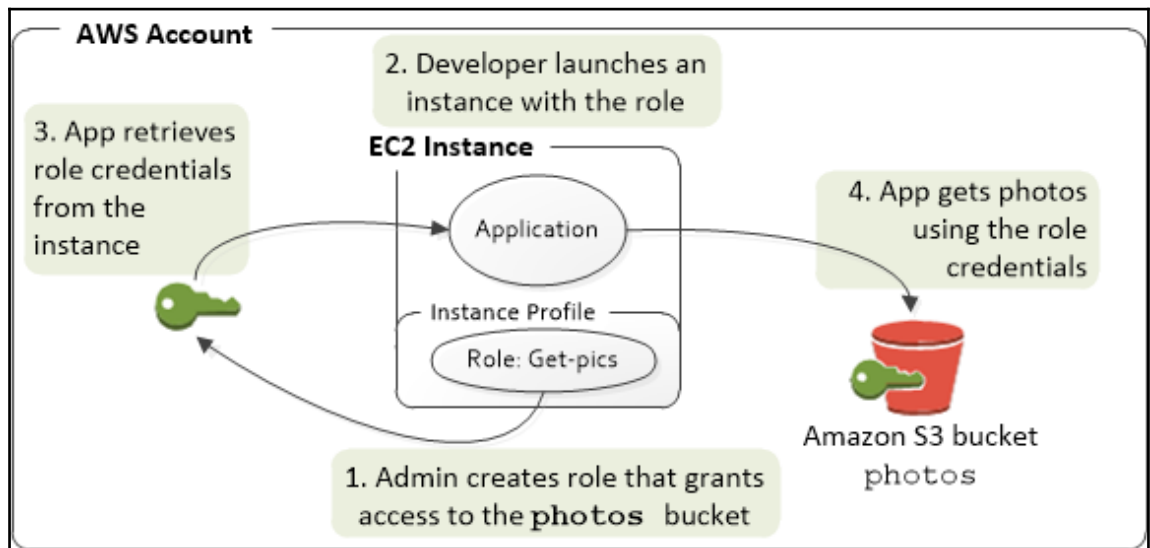 AWS Account
2. Developer launches an
instance with the role
3. App retrieves
role credentials
from the
instance
EC2 Instance
Application
4. App gets photos
using the role
credentials
Instance Profile
Role: Get-pics
Amazon S3 bucket
photos
1. Admin creates role that grants
access to the photos bucket